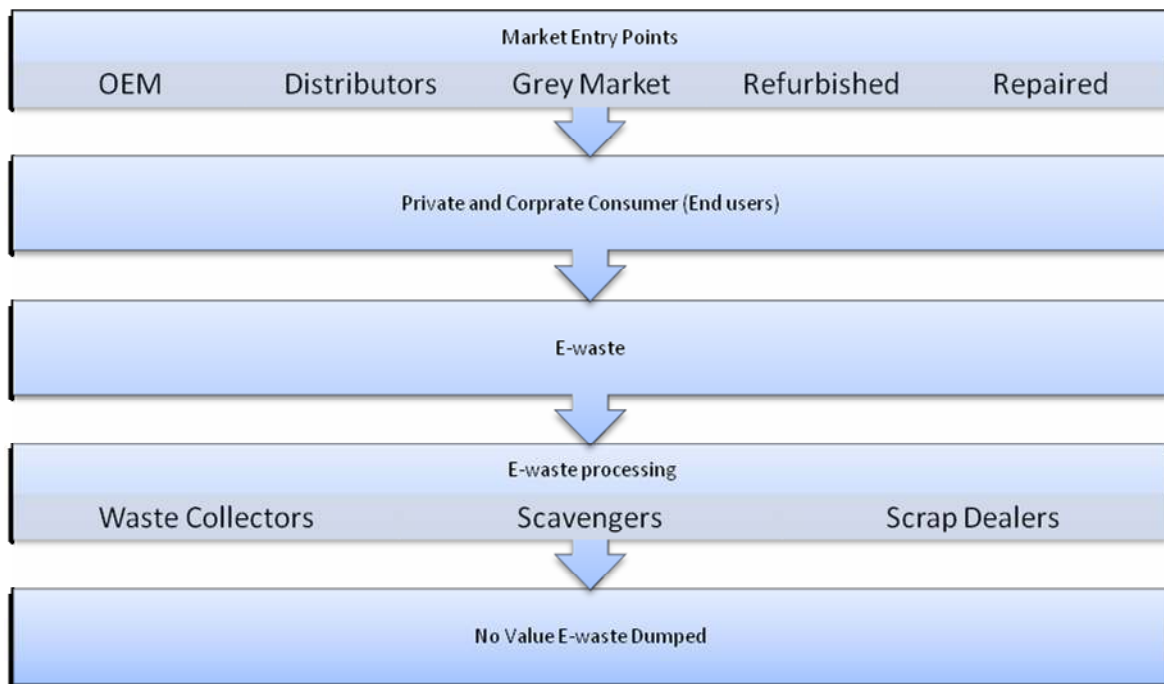 Market Entry Points
OEM Distributors Grey Market Refurbished Repaired
Private and Corprate Consumer (End users)
E-waste
E-waste processing
Waste Collectors Scavengers Scrap Dealers
No Value E-waste Dumped